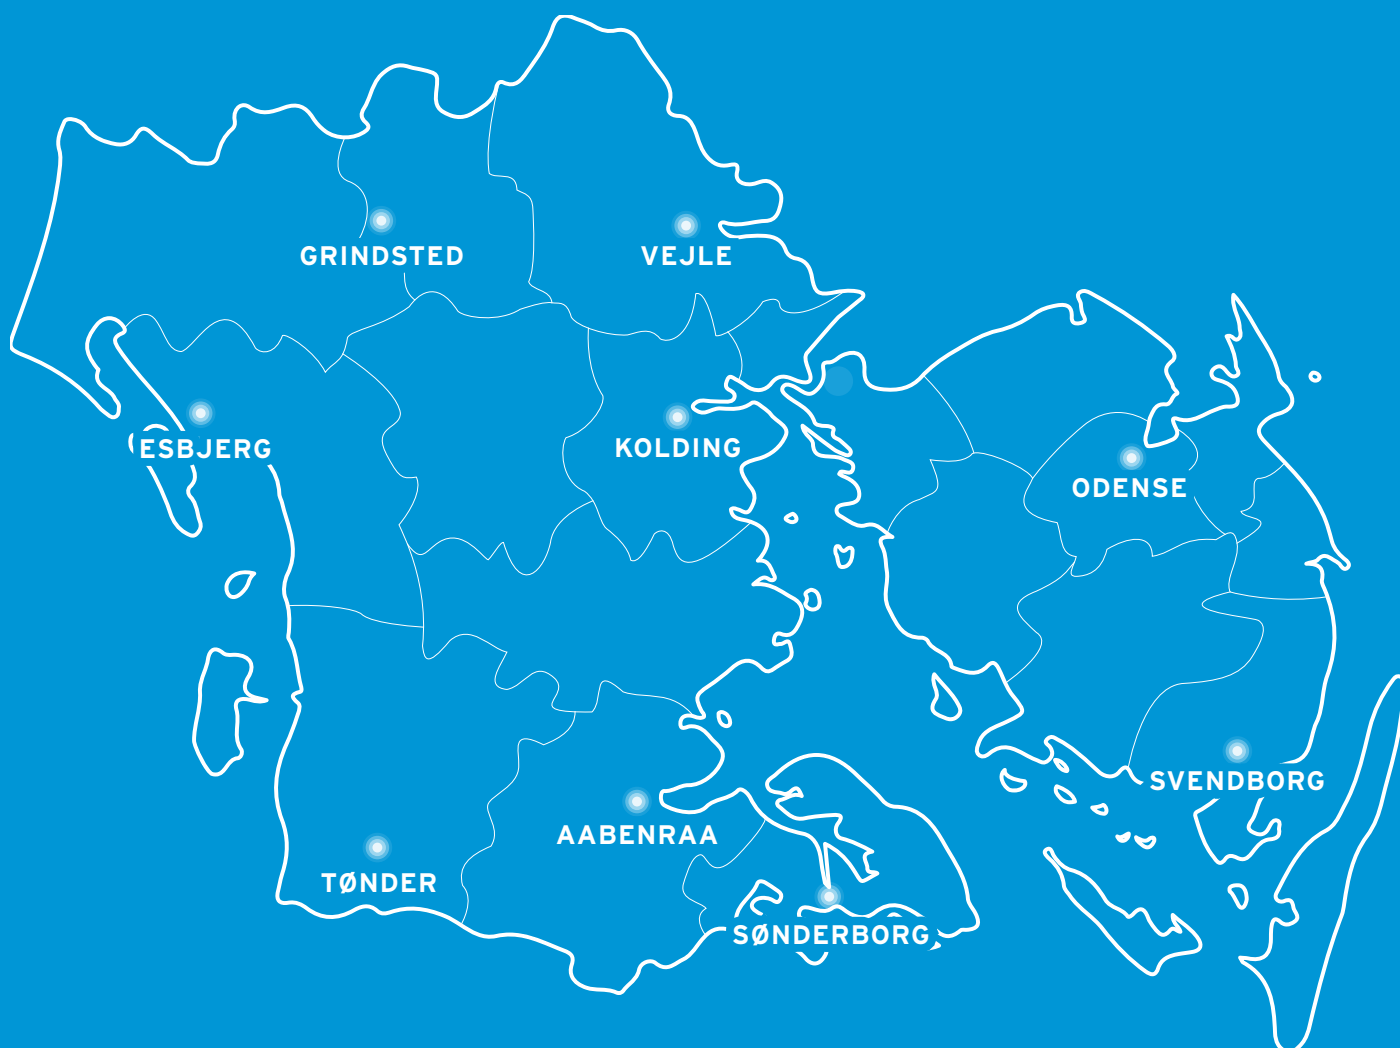 GRINDSTED
VEJLE
ESBJERG
KOLDING
ODENSE
SVENDBORG
AABENRAA
TØNDER
SØNDERBORG